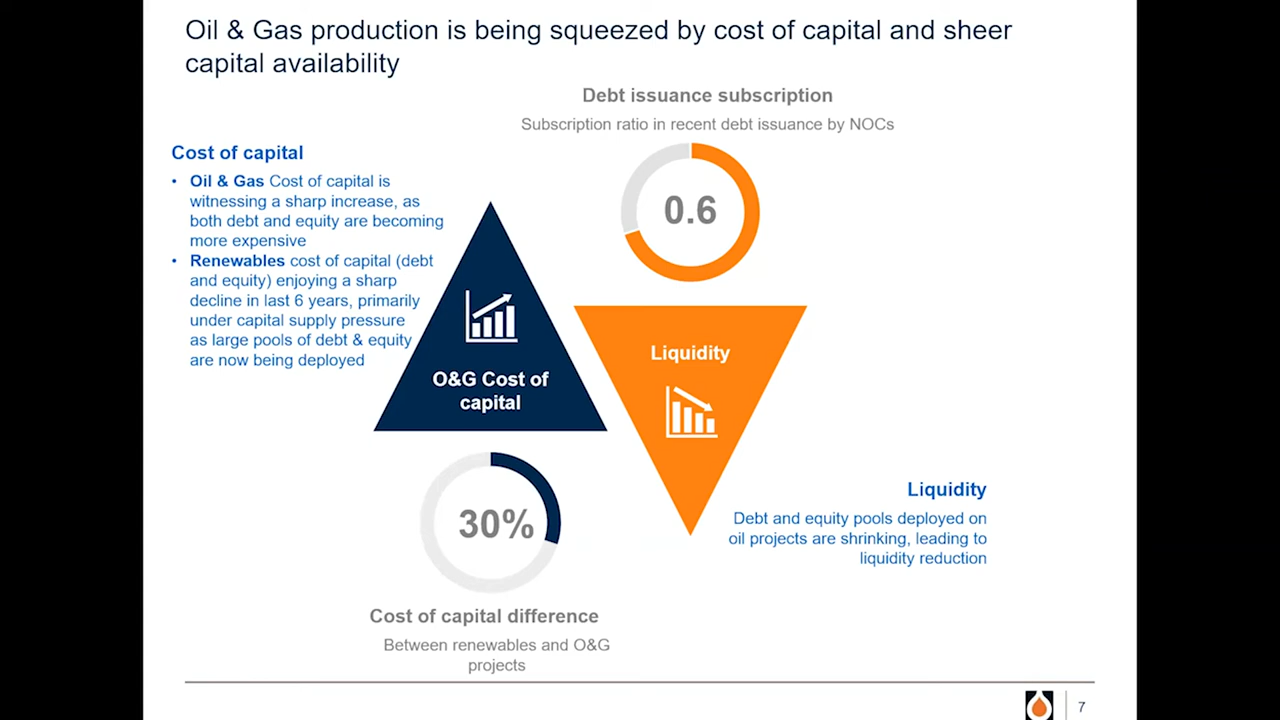 Oil & Gas production is being squeezed by cost of capital and sheer
capital availability
Debt issuance subscription
Subscription ratio in recent debt issuance by NOCs
0.6
Cost of capital
• Oil & Gas Cost of capital is
witnessing a sharp increase, as
both debt and equity are becoming
more expensive
• Renewables cost of capital (debt
and equity) enjoying a sharp
decline in last 6 years, primarily
under capital supply pressure
as large pools of debt & equity
are now being deployed
O&G Cost of
capital
Liquidity
30%
Cost of capital difference
Between renewables and O&G
projects
Liquidity
Debt and equity pools deployed on
oil projects are shrinking, leading to
liquidity reduction
7